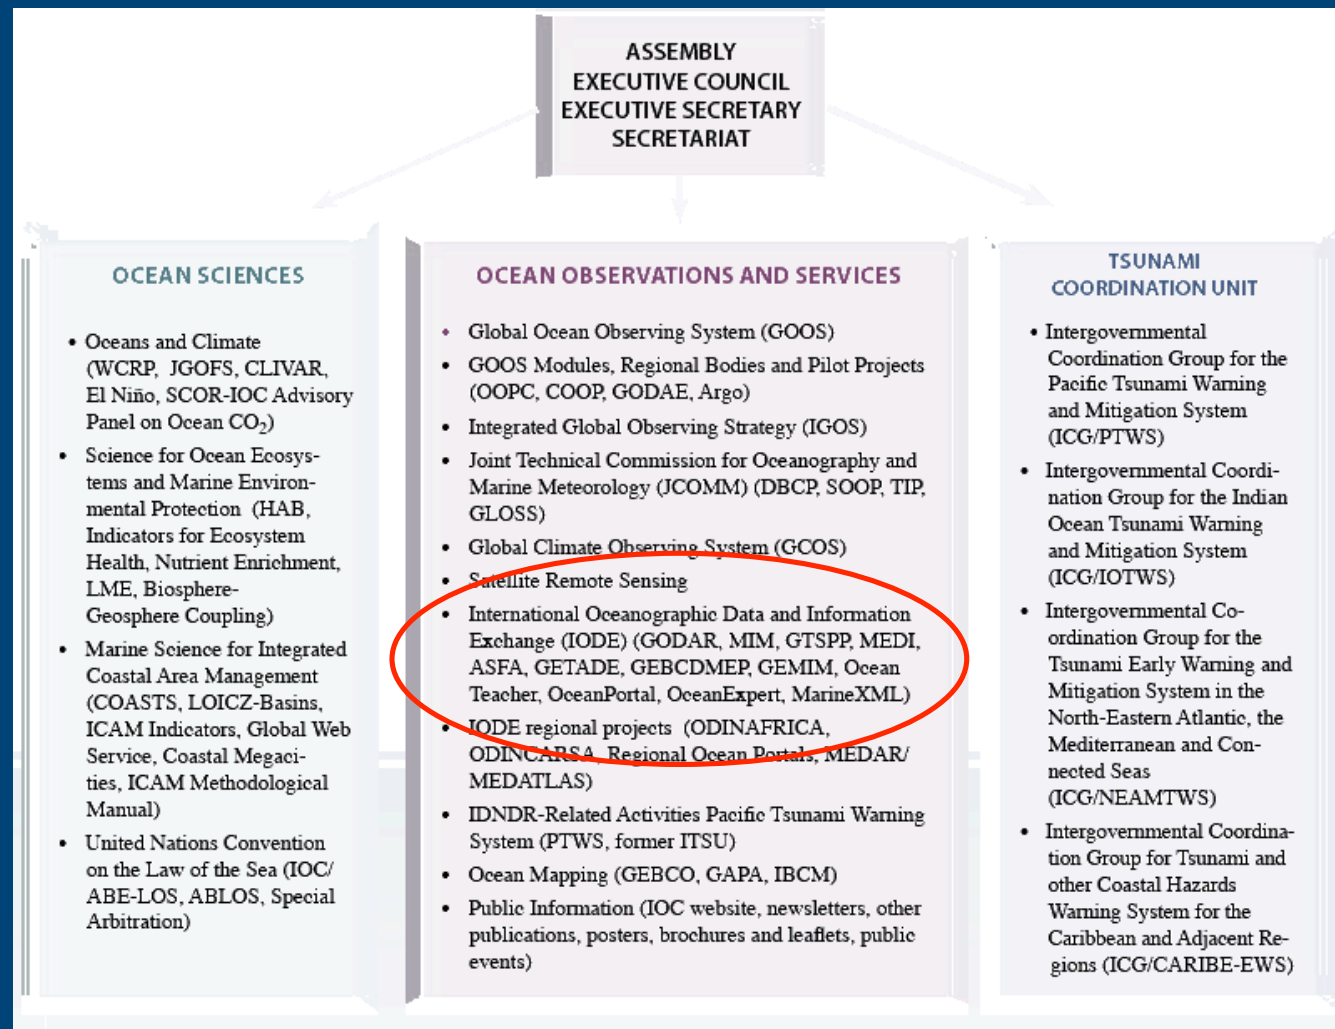 ASSEMBLY
EXECUTIVE COUNCIL
EXECUTIVE SECRETARY
SECRETARIAT
OCEAN SCIENCES
• Oceans and Climate
(WCRP, JGOFS, CLIVAR,
El Niño, SCOR-IOC Advisory
Panel on Ocean CO₂)
• Science for Ocean Ecosys-
tems and Marine Environ-
mental Protection (HAB,
Indicators for Ecosystem
Health, Nutrient Enrichment,
LME, Biosphere-
Geosphere Coupling)
• Marine Science for Integrated
Coastal Area Management
(COASTS, LOICZ-Basins,
ICAM Indicators, Global Web
Service, Coastal Megaci-
ties, ICAM Methodological
Manual)
• United Nations Convention
on the Law of the Sea (IOC/
ABE-LOS, ABLOS, Special
Arbitration)
OCEAN OBSERVATIONS AND SERVICES
• Global Ocean Observing System (GOOS)
• GOOS Modules, Regional Bodies and Pilot Projects
(OOPC, COOP, GODAE, Argo)
• Integrated Global Observing Strategy (IGOS)
• Joint Technical Commission for Oceanography and
Marine Meteorology (JCOMM) (DBCP, SOOP, TIP,
GLOSS)
• Global Climate Observing System (GCOS)
• Satellite Remote Sensing
• International Oceanographic Data and Information
Exchange (IODE) (GODAR, MIM, GTSPP, MEDI,
ASFA, GETADE, GEBCDMEP, GEMIM, Ocean
Teacher, OceanPortal, OceanExpert, MarineXML)
• IODE regional projects (ODINAFRICA,
ODINCARSA, Regional Ocean Portals, MEDAR/
MEDATLAS)
• IDNDR-Related Activities Pacific Tsunami Warning
System (PTWS, former ITSU)
• Ocean Mapping (GEBCO, GAPA, IBCM)
• Public Information (IOC website, newsletters, other
publications, posters, brochures and leaflets, public
events)
TSUNAMI
COORDINATION UNIT
• Intergovernmental
Coordination Group for the
Pacific Tsunami Warning
and Mitigation System
(ICG/PTWS)
• Intergovernmental Coordi-
nation Group for the Indian
Ocean Tsunami Warning
and Mitigation System
(ICG/IOTWS)
• Intergovernmental Co-
ordination Group for the
Tsunami Early Warning and
Mitigation System in the
North-Eastern Atlantic, the
Mediterranean and Con-
nected Seas
(ICG/NEAMTWS)
• Intergovernmental Coordina-
tion Group for Tsunami and
other Coastal Hazards
Warning System for the
Caribbean and Adjacent Re-
gions (ICG/CARIBE-EWS)